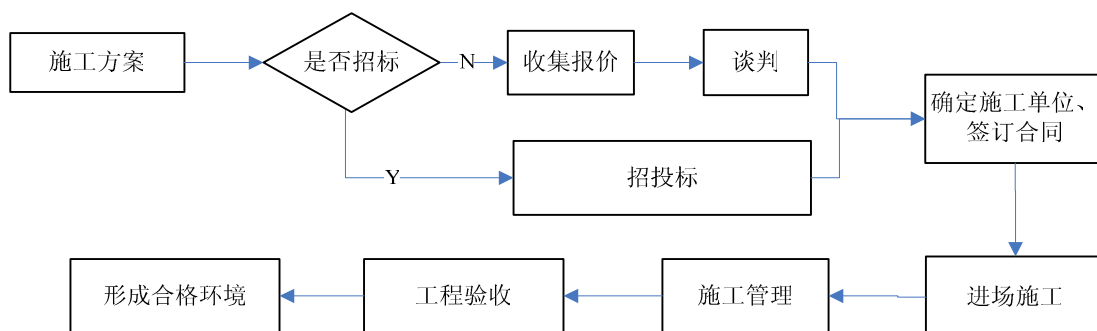 施工方案
是否招标
N
收集报价
谈判
确定施工单位、
签订合同
Y
招投标
形成合格环境
工程验收
施工管理
进场施工